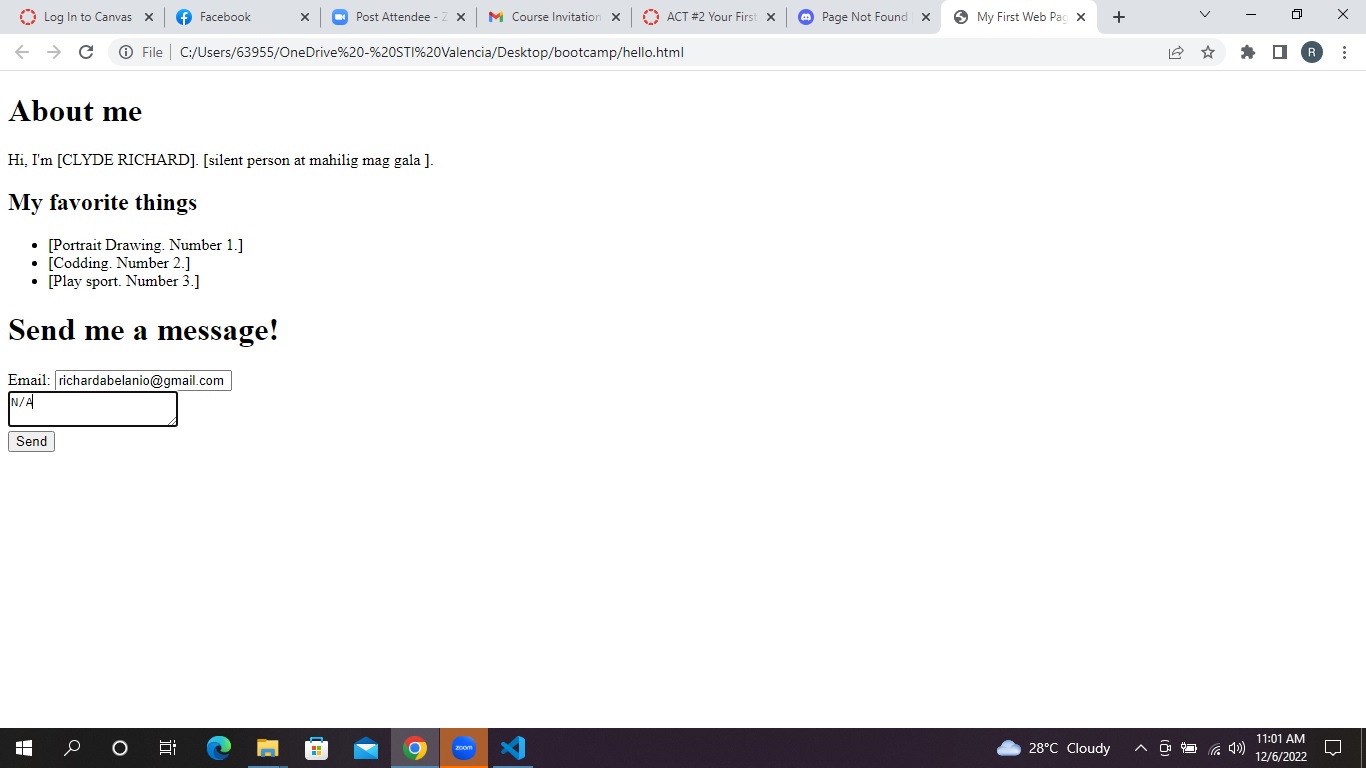 Log In to Canvas
Facebook
Post Attendee - Z
Course Invitation
ACT #2 Your First
Page Not Found
My First Web Pag
File
C:/Users/63955/OneDrive%20-%20STI%20Valencia/Desktop/bootcamp/hello.html
R
About me
Hi, I'm [CLYDE RICHARD]. [silent person at mahilig mag gala ].
My favorite things
• [Portrait Drawing. Number 1.]
• [Codding. Number 2.]
• [Play sport. Number 3.]
Send me a message!
Email: richardabelanio@gmail.com
N/A
Send
zoom
28°C Cloudy
11:01 AM
12/6/2022